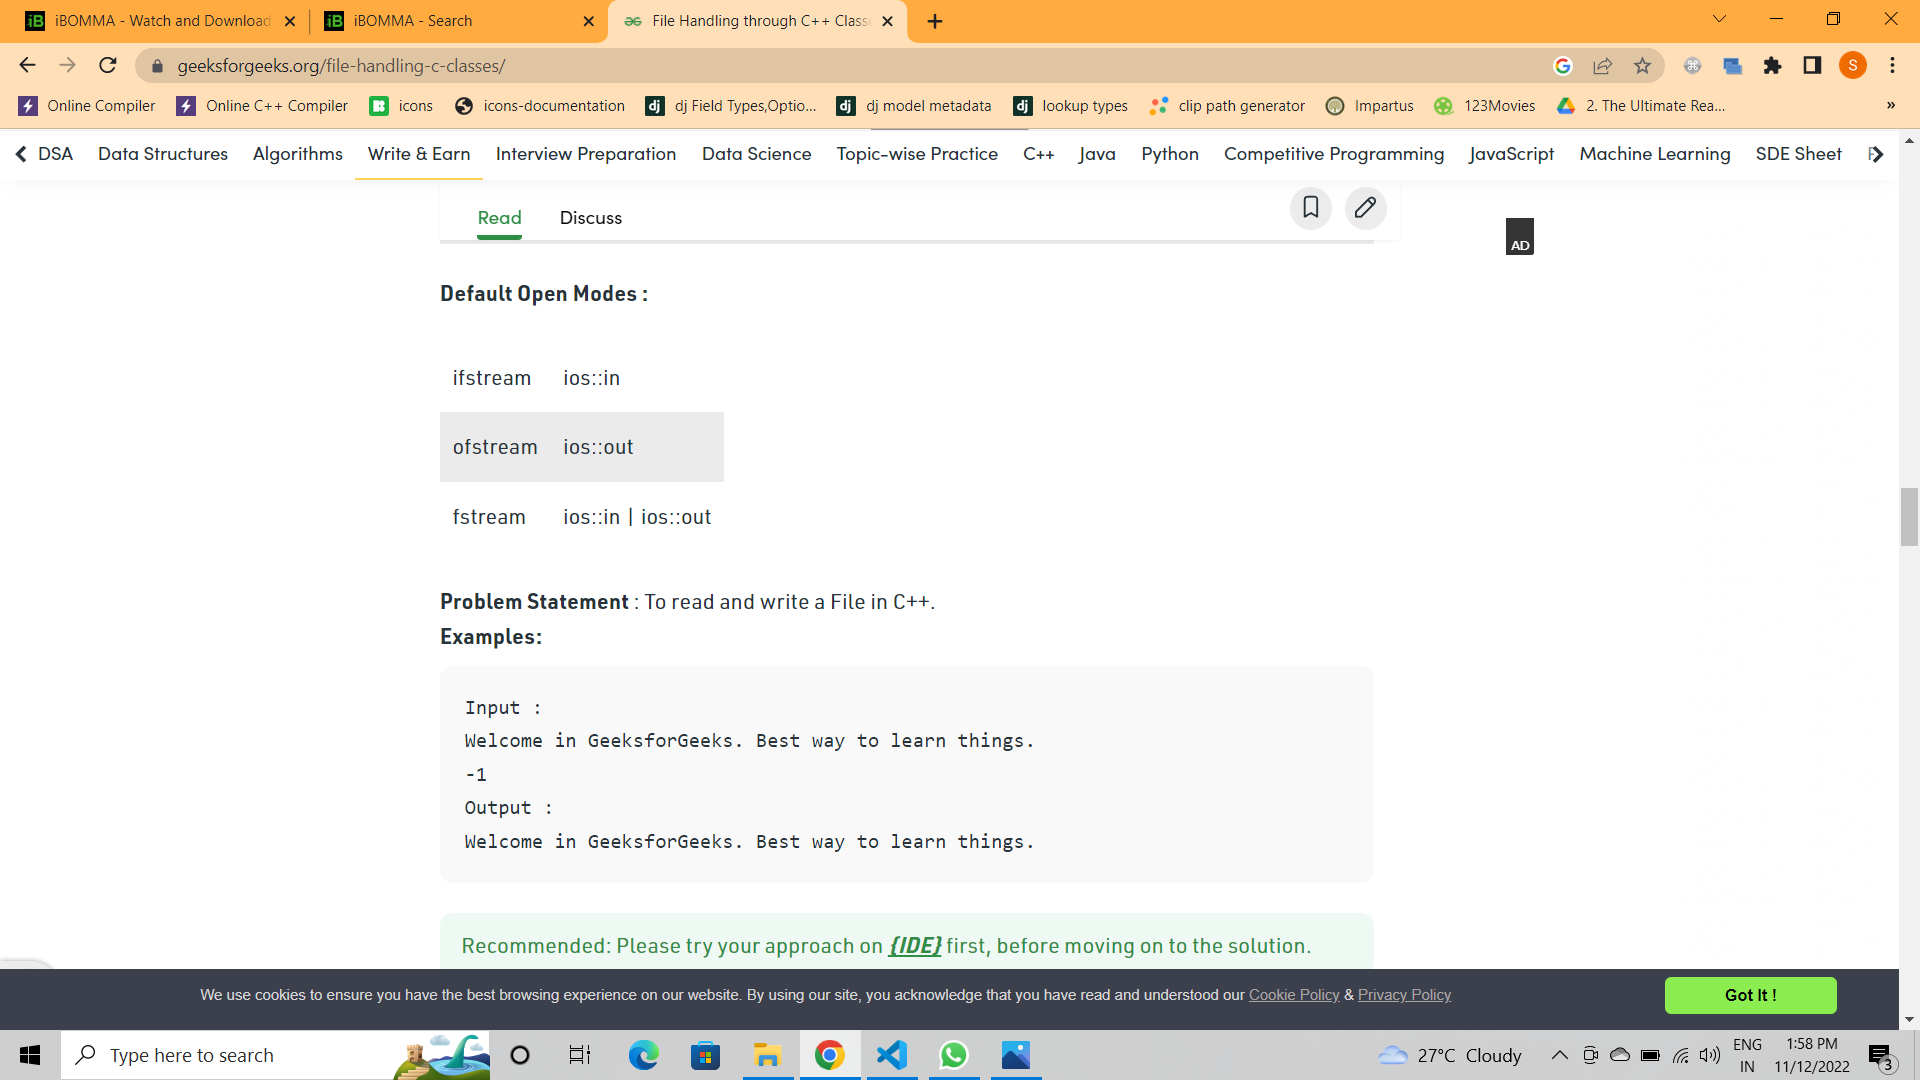 iBOMMA - Watch and Download
iBOMMA - Search
File Handling through C++ Classe
geeksforgeeks.org/file-handling-c-classes/
S
Online Compiler
Online C++ Compiler
icons
icons-documentation
dj Field Types,Optio...
dj model metadata
lookup types
clip path generator
Impartus
123Movies
2. The Ultimate Rea...
»
DSA
Data Structures
Algorithms
Write & Earn
Interview Preparation
Data Science
Topic-wise Practice
C++
Java
Python
Competitive Programming
JavaScript
Machine Learning
SDE Sheet
Read
Discuss
AD
Default Open Modes :
ifstream ios::in
ofstream ios::out
fstream ios::in | ios::out
Problem Statement : To read and write a File in C++.
Examples:
Input :
Welcome in GeeksforGeeks. Best way to learn things.
-1
Output :
Welcome in GeeksforGeeks. Best way to learn things.
Recommended: Please try your approach on {IDE} first, before moving on to the solution.
We use cookies to ensure you have the best browsing experience on our website. By using our site, you acknowledge that you have read and understood our Cookie Policy & Privacy Policy
Got It !
Type here to search
27°C Cloudy
ENG
IN
1:58 PM
11/12/2022
3